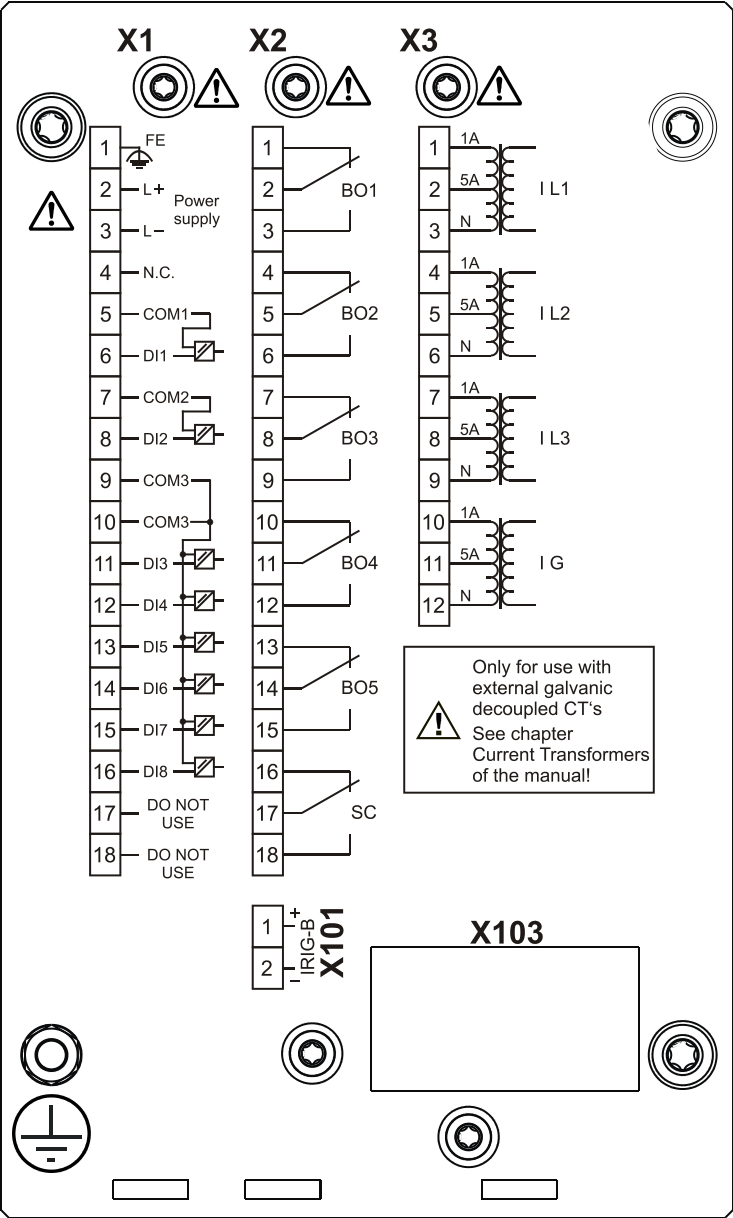 X1 X2 X3
1 FE
2 L+
Power
supply
3 L−
4 N.C.
5 COM1
6 DI1
7 COM2
8 DI2
9 COM3
10 COM3
11 DI3
12 DI4
13 DI5
14 DI6
15 DI7
16 DI8
17 DO NOT
USE
18 DO NOT
USE
1
2 BO1
3
4
5 BO2
6
7
8 BO3
9
10
11 BO4
12
13
14 BO5
15
16
17 SC
18
1 1A
2 5A I L1
3 N
4 1A
5 5A I L2
6 N
7 1A
8 5A I L3
9 N
10 1A
11 5A I G
12 N
Only for use with
external galvanic
decoupled CT‘s
See chapter
Current Transformers
of the manual!
1 +
2 −
IRIG-B
X101
X103